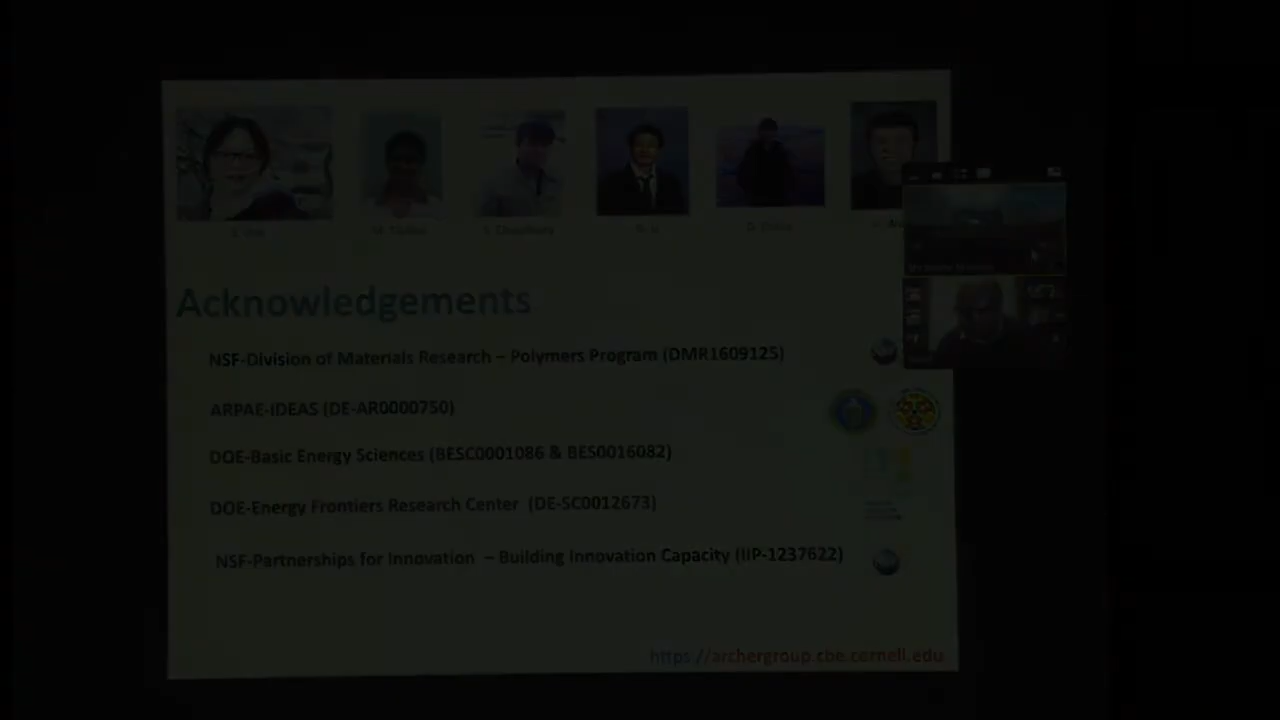 Acknowledgements
NSF-Division of Materials Research – Polymers Program (DMR1609125)
ARPAE-IDEAS (DE-AR0000750)
DOE-Basic Energy Sciences (BESC0001086 & BES0016082)
DOE-Energy Frontiers Research Center (DE-SC0012673)
NSF-Partnerships for Innovation – Building Innovation Capacity (IIP-1237622)
https://archergroup.cbe.cornell.edu